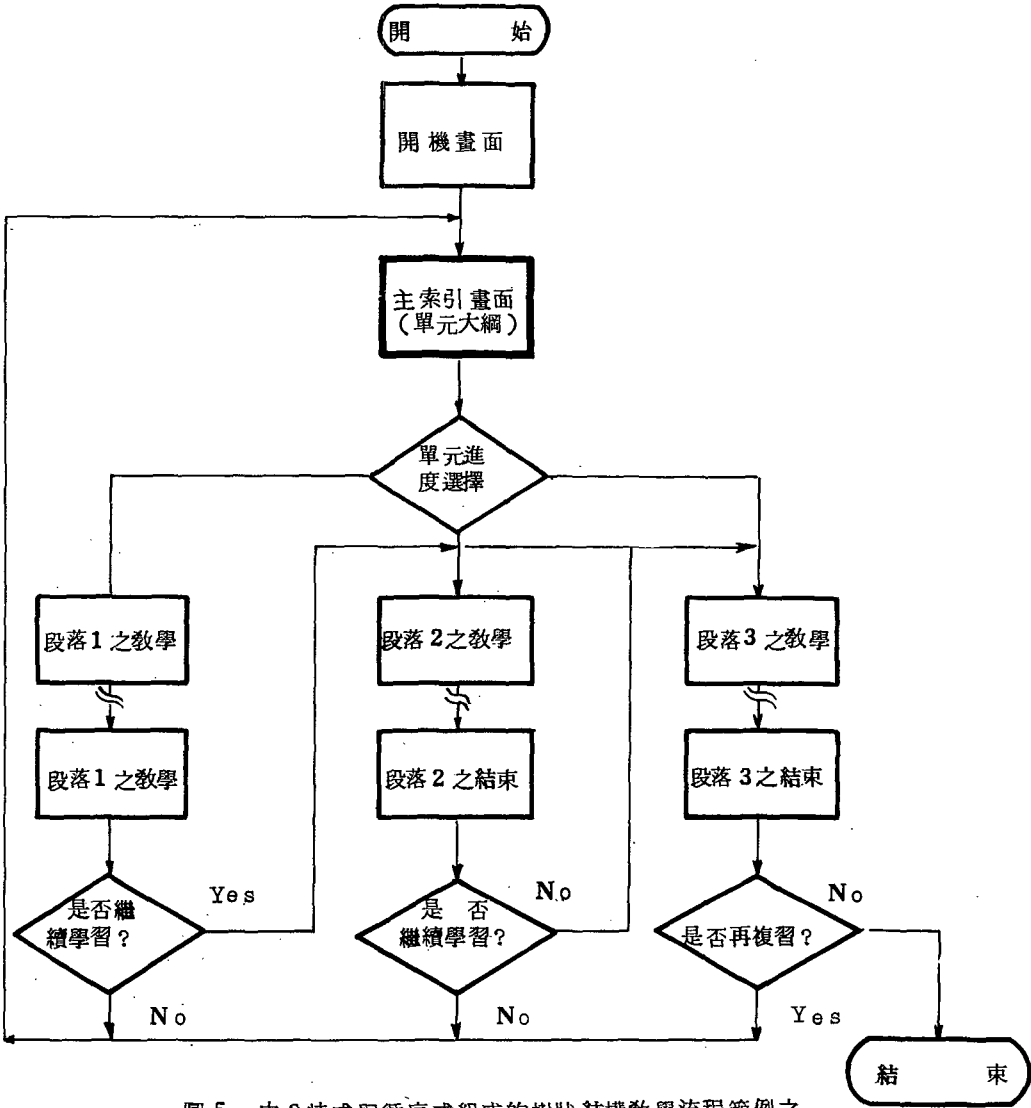 開 始
開機畫面
主索引畫面
(單元大綱)
單元進
度選擇
段落1之教學
段落2之教學
段落3之教學
段落1之教學
段落2之結束
段落3之結束
是否繼
續學習?
Yes
是 否
繼續學習?
No
是否再複習?
No
No
No
Yes
結 束
圖5